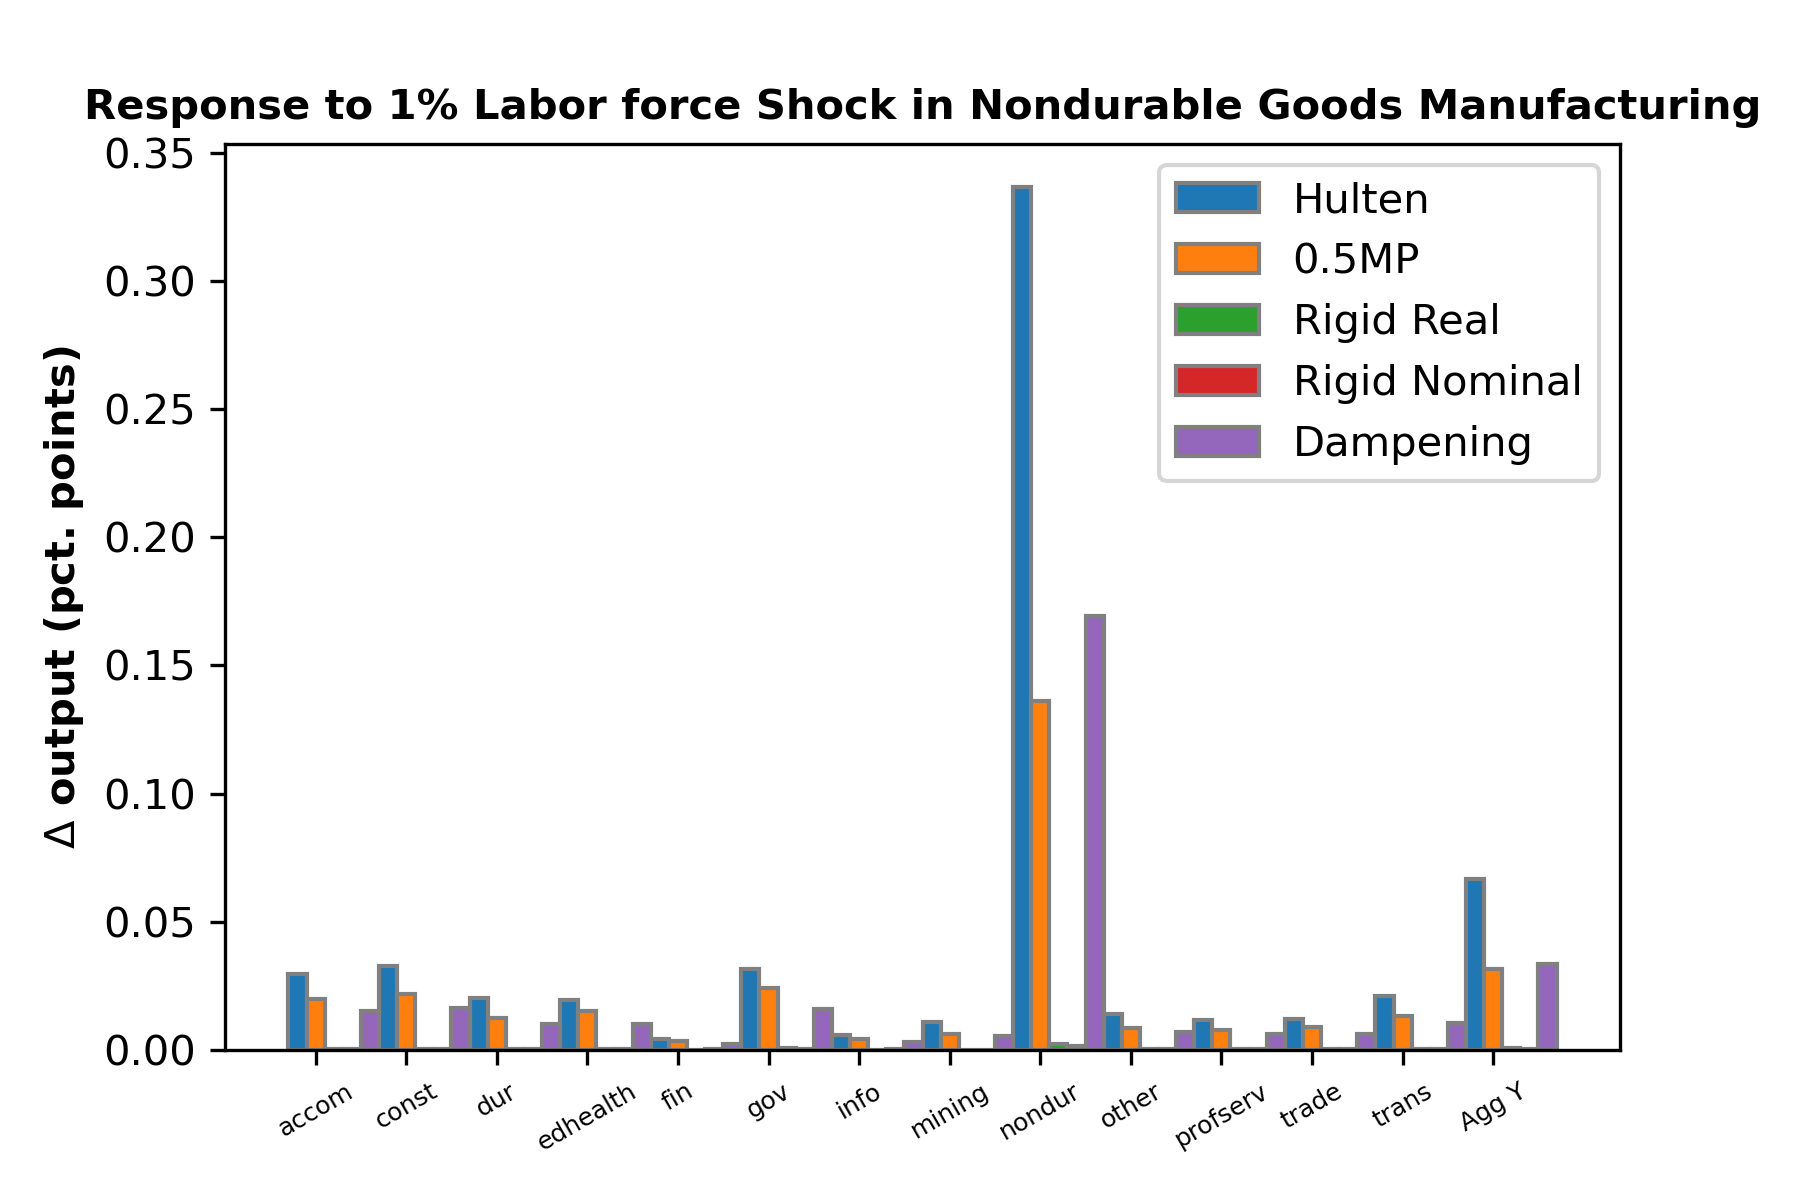 Response to 1% Labor force Shock in Nondurable Goods Manufacturing
Δ output (pct. points)
0.35
0.30
0.25
0.20
0.15
0.10
0.05
0.00
Hulten
0.5MP
Rigid Real
Rigid Nominal
Dampening
accom const dur edhealth fin gov info mining nondur other profserv trade trans Agg Y